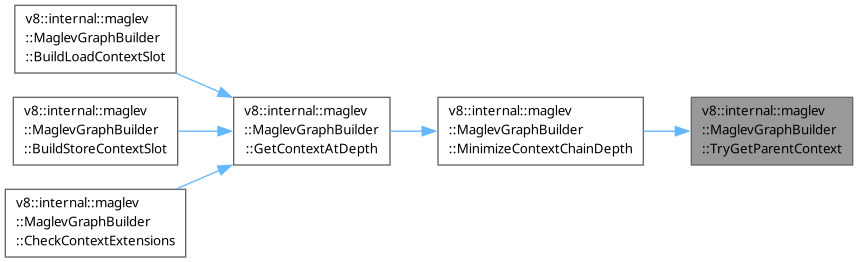 v8::internal::maglev
::MaglevGraphBuilder
::BuildLoadContextSlot
v8::internal::maglev
::MaglevGraphBuilder
::BuildStoreContextSlot
v8::internal::maglev
::MaglevGraphBuilder
::CheckContextExtensions
v8::internal::maglev
::MaglevGraphBuilder
::GetContextAtDepth
v8::internal::maglev
::MaglevGraphBuilder
::MinimizeContextChainDepth
v8::internal::maglev
::MaglevGraphBuilder
::TryGetParentContext